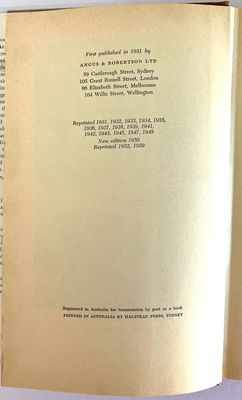 First published in 1931 by
ANGUS & ROBERTSON LTD
89 Castlereagh Street, Sydney
105 Great Russell Street, London
66 Elizabeth Street, Melbourne
164 Willis Street, Wellington
Reprinted 1931, 1932, 1933, 1934, 1935,
1936, 1937, 1938, 1939, 1941,
1942, 1943, 1945, 1947, 1948
New edition 1950
Reprinted 1952, 1959
Registered in Australia for transmission by post as a book
PRINTED IN AUSTRALIA BY HALSTEAD PRESS, SYDNEY